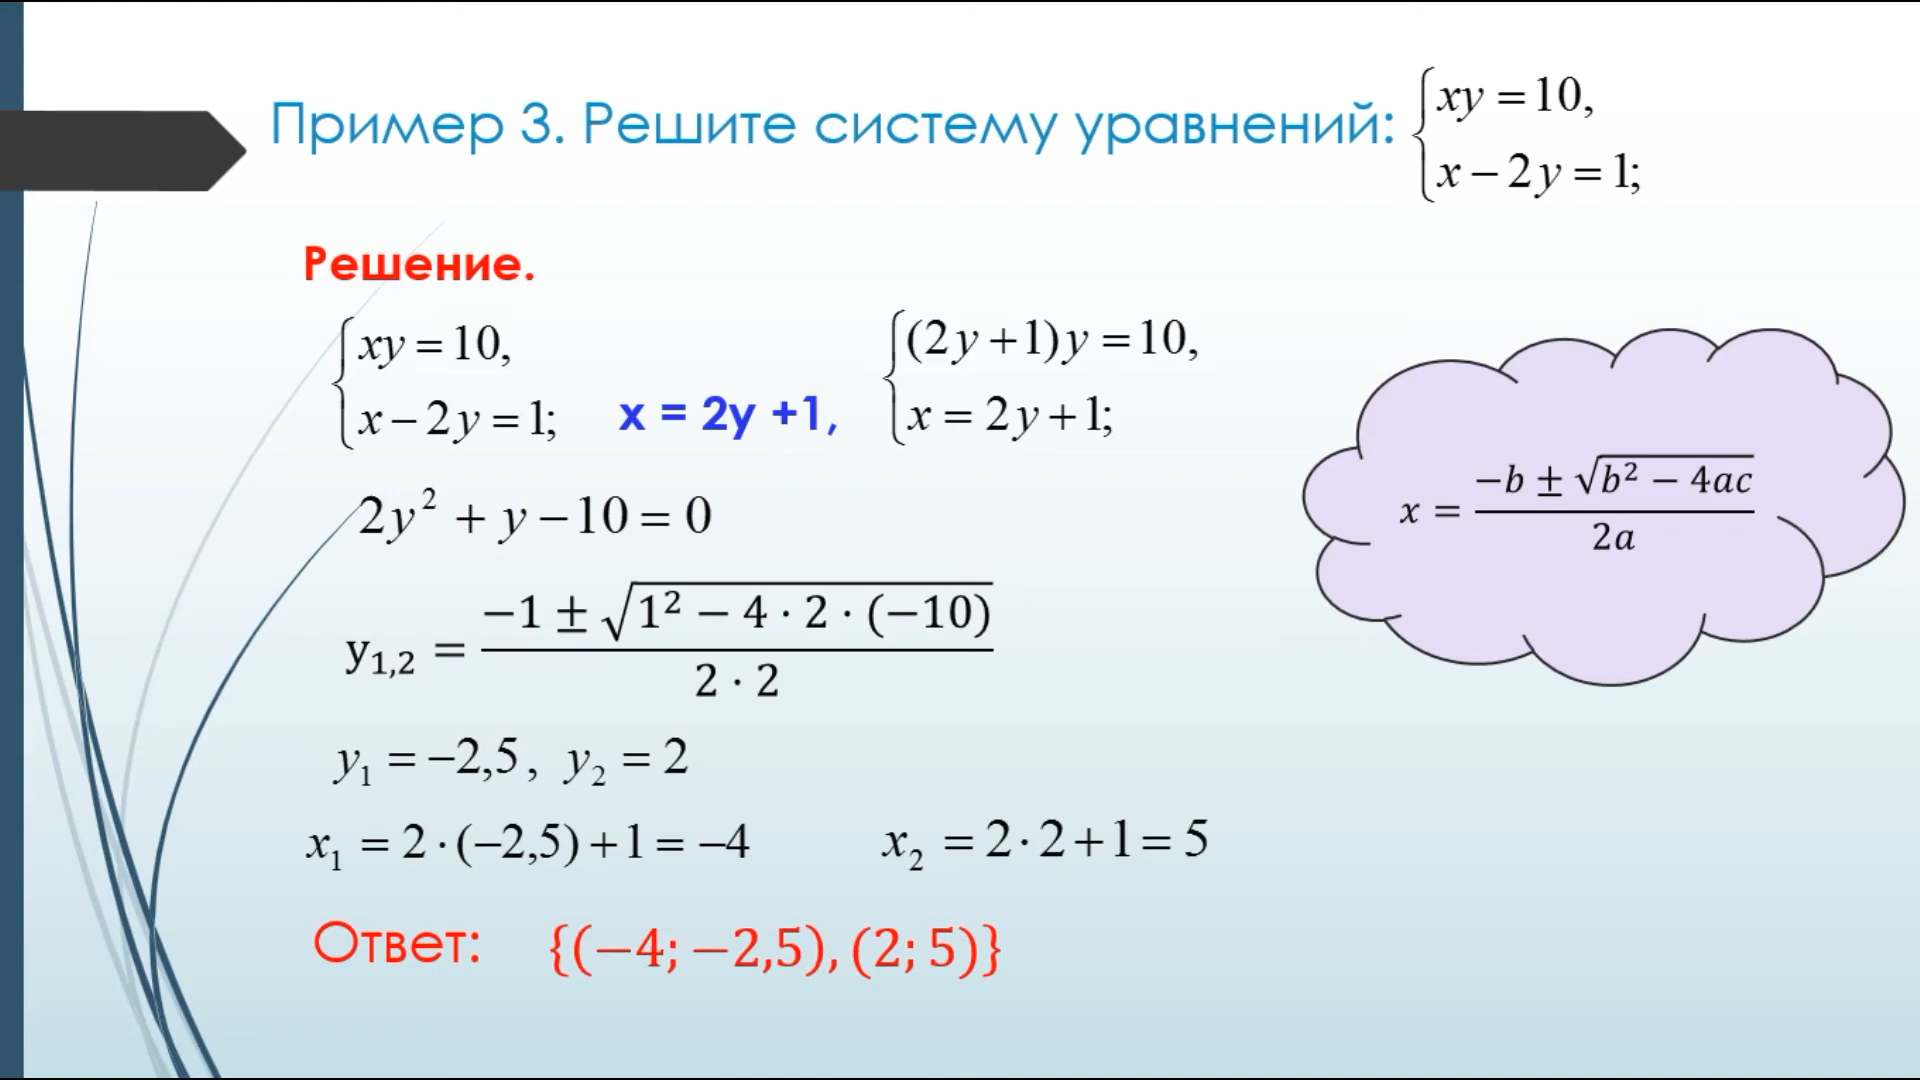 Пример 3. Решите систему уравнений: { xy = 10,
x − 2y = 1;
Решение.
{ xy = 10,
x − 2y = 1;
x = 2y +1,
{ (2y + 1)y = 10,
x = 2y + 1;
x = (−b ± √(b² − 4ac)) / 2a
2y² + y − 10 = 0
y₁,₂ = (−1 ± √(1² − 4 · 2 · (−10))) / (2 · 2)
y₁ = −2,5 , y₂ = 2
x₁ = 2 · (−2,5) + 1 = −4 x₂ = 2 · 2 + 1 = 5
Ответ: {(−4; −2,5), (2; 5)}